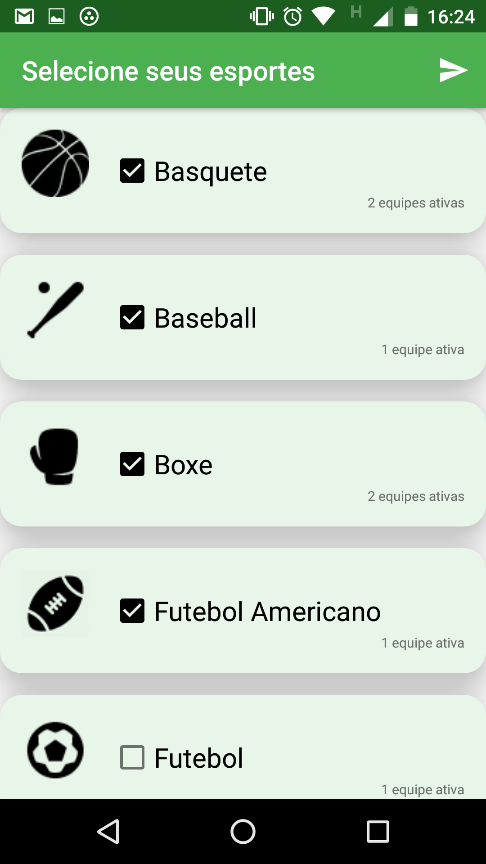 H
16:24
Selecione seus esportes
Basquete
2 equipes ativas
Baseball
1 equipe ativa
Boxe
2 equipes ativas
Futebol Americano
1 equipe ativa
Futebol
1 equipe ativa